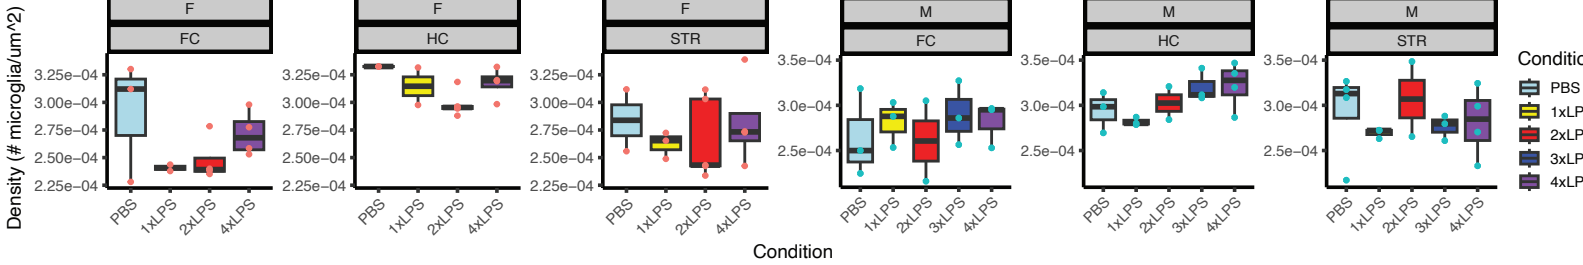 F F F M M M
FC HC STR FC HC STR
Density (# microglia/um^2)
3.25e−04 3.00e−04 2.75e−04 2.50e−04 2.25e−04
3.25e−04 3.00e−04 2.75e−04 2.50e−04 2.25e−04
3.25e−04 3.00e−04 2.75e−04 2.50e−04 2.25e−04
3.5e−04 3.0e−04 2.5e−04
3.5e−04 3.0e−04 2.5e−04
3.5e−04 3.0e−04 2.5e−04
PBS 1xLPS 2xLPS 4xLPS
PBS 1xLPS 2xLPS 4xLPS
PBS 1xLPS 2xLPS 4xLPS
PBS 1xLPS 2xLPS 3xLPS 4xLPS
PBS 1xLPS 2xLPS 3xLPS 4xLPS
PBS 1xLPS 2xLPS 3xLPS 4xLPS
Condition
Conditio
PBS
1xLP
2xLP
3xLP
4xLP